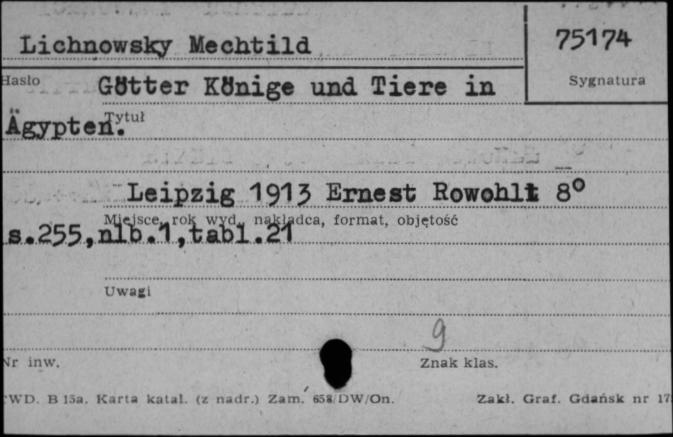 Lichnowsky Mechtild
75174
Hasło
Götter Könige und Tiere in
Sygnatura
Tytuł
Ägypten.
Leipzig 1913 Ernest Rowohlt 8°
Miejsce, rok wyd., nakładca, format, objętość
s.255,nlb.1,tabl.21
Uwagi
9
Nr inw.
Znak klas.
WD. B 15a. Karta katal. (z nadr.) Zam. 658/DW/On.
Zakł. Graf. Gdańsk nr 17